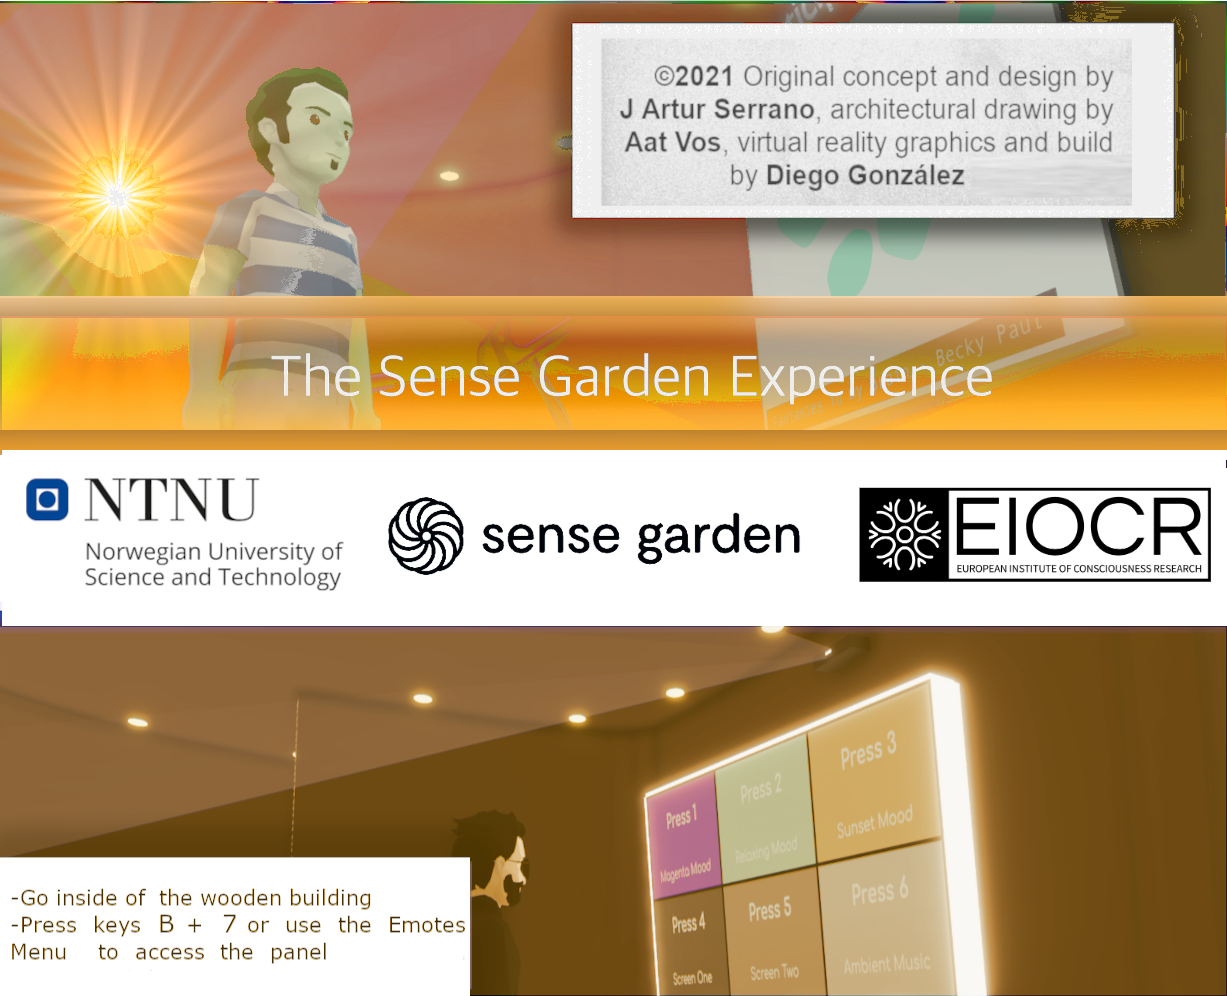 ©2021 Original concept and design by
J Artur Serrano, architectural drawing by
Aat Vos, virtual reality graphics and build
by Diego González
Becky Paul
The Sense Garden Experience
NTNU
Norwegian University of
Science and Technology
sense garden
EIOCR
EUROPEAN INSTITUTE OF CONSCIOUSNESS RESEARCH
Press 1
Magenta Mood
Press 2
Relaxing Mood
Press 3
Sunset Mood
Press 4
Screen One
Press 5
Screen Two
Press 6
Ambient Music
-Go inside of the wooden building
-Press keys B + 7 or use the Emotes
Menu to access the panel